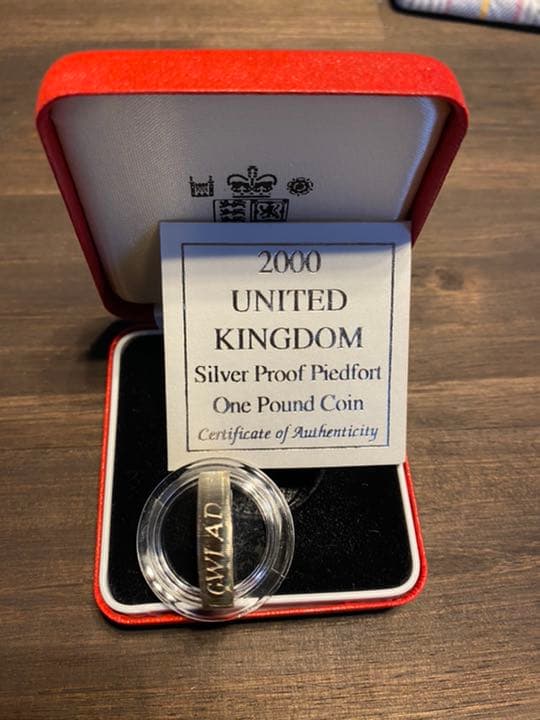 2000
UNITED
KINGDOM
Silver Proof Piedfort
One Pound Coin
Certificate of Authenticity
GWLAD